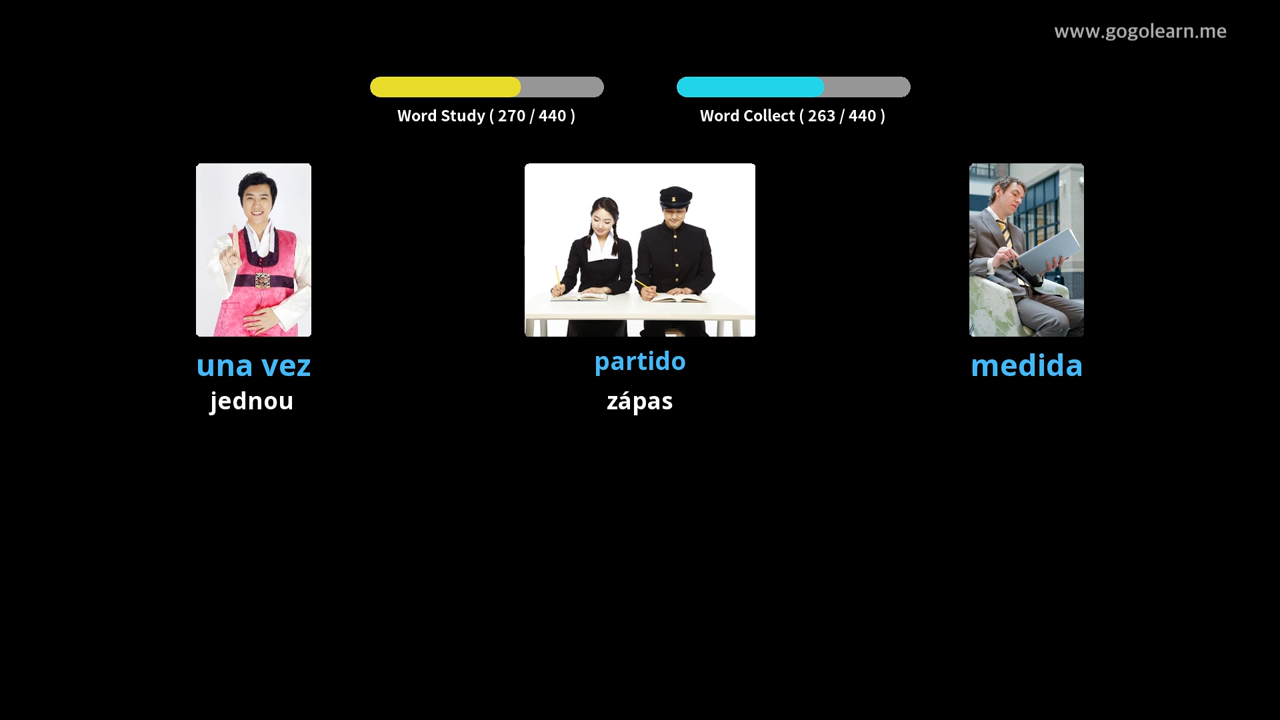 www.gogolearn.me
Word Study ( 270 / 440 )
Word Collect ( 263 / 440 )
una vez
partido
medida
jednou
zápas